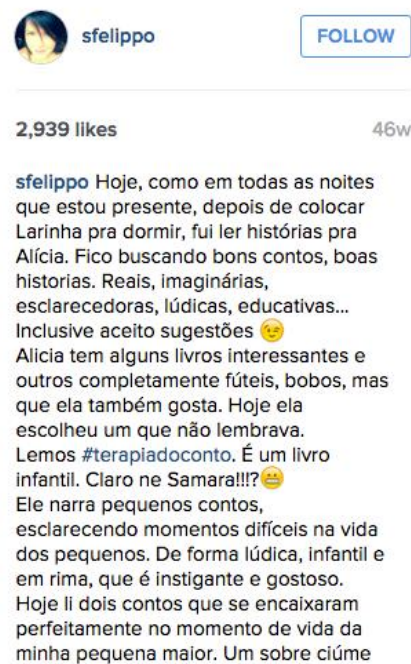 sfelippo
FOLLOW
2,939 likes
46w
sfelippo Hoje, como em todas as noites
que estou presente, depois de colocar
Larinha pra dormir, fui ler histórias pra
Alícia. Fico buscando bons contos, boas
historias. Reais, imaginárias,
esclarecedoras, lúdicas, educativas...
Inclusive aceito sugestões 😉
Alicia tem alguns livros interessantes e
outros completamente fúteis, bobos, mas
que ela também gosta. Hoje ela
escolheu um que não lembrava.
Lemos #terapiadoconto. É um livro
infantil. Claro ne Samara!!!?😬
Ele narra pequenos contos,
esclarecendo momentos difíceis na vida
dos pequenos. De forma lúdica, infantil e
em rima, que é instigante e gostoso.
Hoje li dois contos que se encaixaram
perfeitamente no momento de vida da
minha pequena maior. Um sobre ciúme